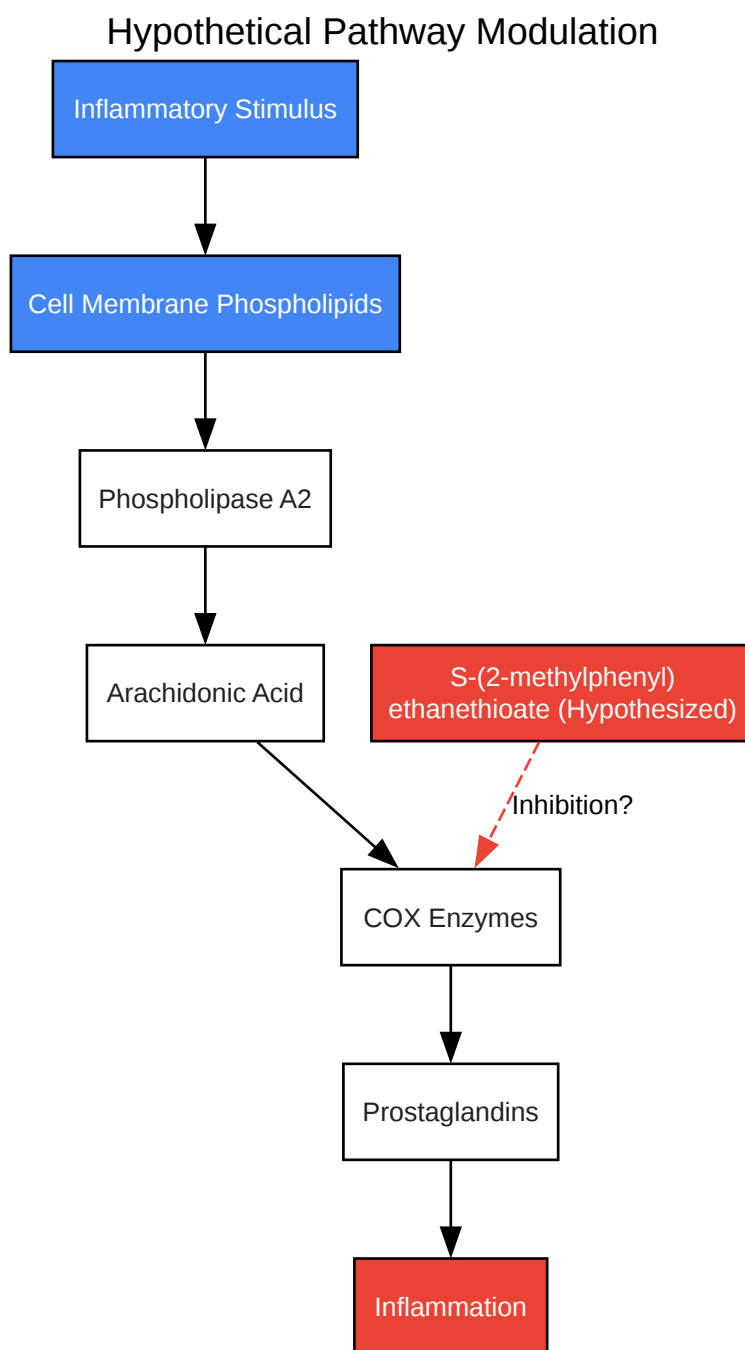 Hypothetical Pathway Modulation
Inflammatory Stimulus
Cell Membrane Phospholipids
Phospholipase A2
Arachidonic Acid
S-(2-methylphenyl)
ethanethioate (Hypothesized)
Inhibition?
COX Enzymes
Prostaglandins
Inflammation